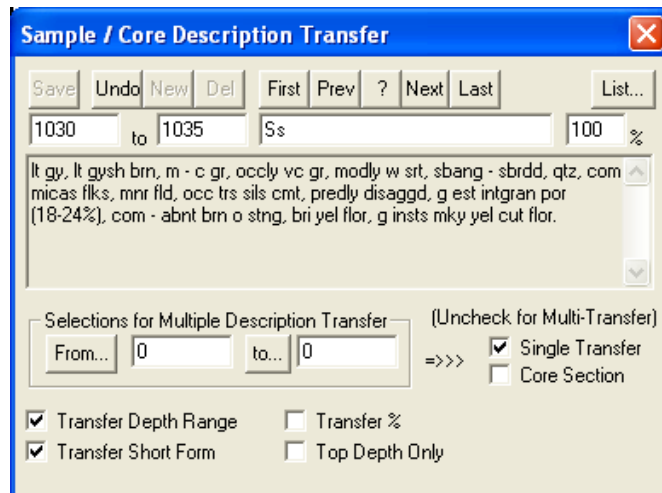 Sample / Core Description Transfer
Save Undo New Del First Prev ? Next Last List...
1030 to 1035 Ss 100 %
lt gy, lt gysh brn, m - c gr, occly vc gr, modly w srt, sbang - sbrdd, qtz, com
micas flks, mnr fld, occ trs sils cmt, predly disaggd, g est intgran por
(18-24%), com - abnt brn o stng, bri yel flor, g insts mky yel cut flor.
Selections for Multiple Description Transfer (Uncheck for Multi-Transfer)
From... 0 to... 0 =>>> Single Transfer
Core Section
Transfer Depth Range Transfer %
Transfer Short Form Top Depth Only